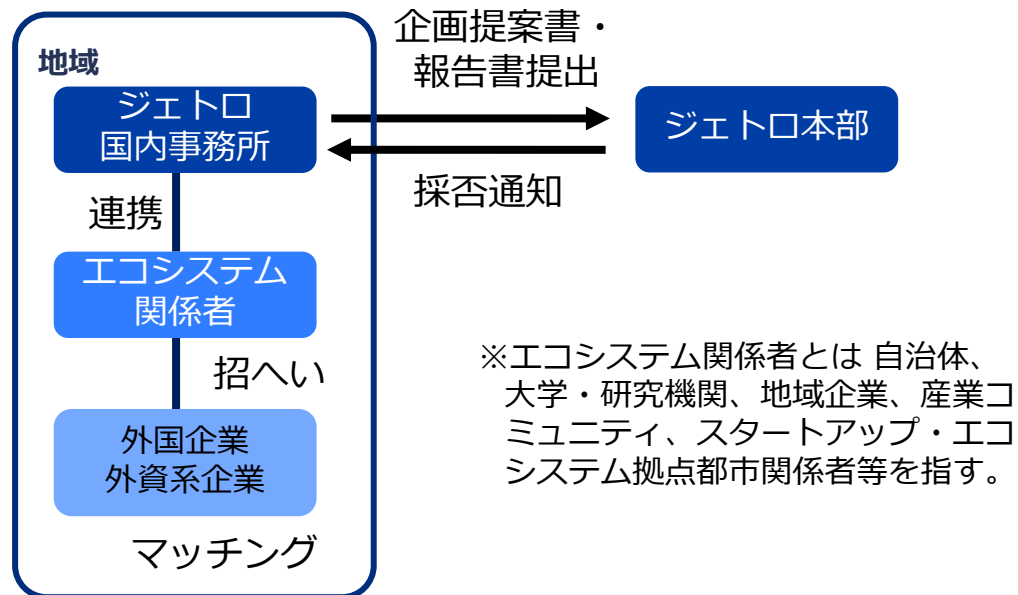 地域
ジェトロ
国内事務所
連携
エコシステム
関係者
招へい
外国企業
外資系企業
マッチング
企画提案書・
報告書提出
採否通知
ジェトロ本部
※エコシステム関係者とは 自治体、
大学・研究機関、地域企業、産業コ
ミュニティ、スタートアップ・エコ
システム拠点都市関係者等を指す。